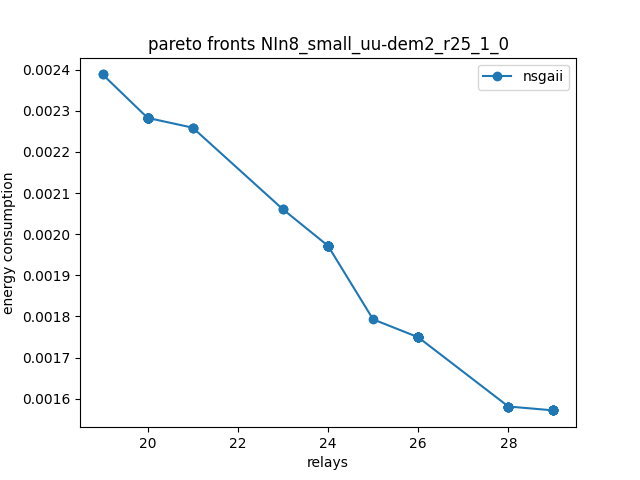 pareto fronts NIn8_small_uu-dem2_r25_1_0
nsgaii
energy consumption
0.0024
0.0023
0.0022
0.0021
0.0020
0.0019
0.0018
0.0017
0.0016
20 22 24 26 28
relays